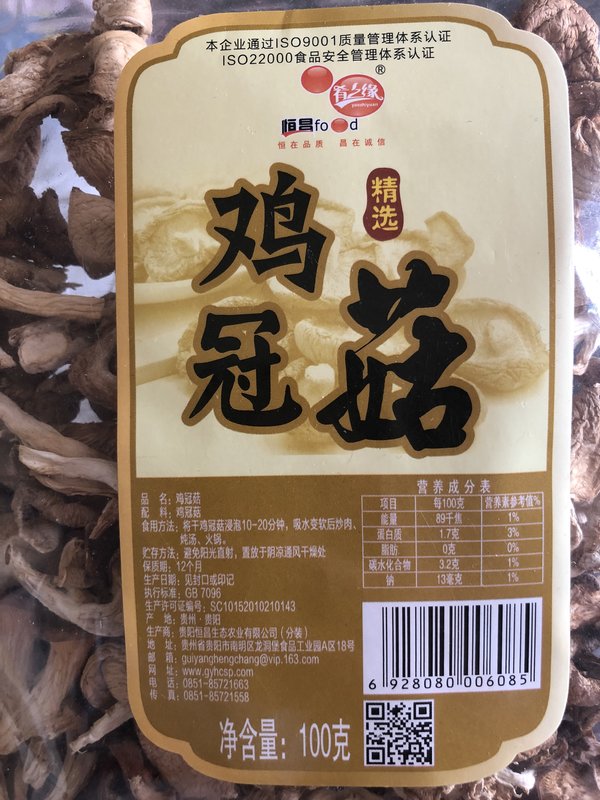 本企业通过ISO9001质量管理体系认证
ISO22000食品安全管理体系认证
®
肴之缘
恒昌food
恒在品质 昌在诚信
精选
鸡冠菇
品名：鸡冠菇
配料：鸡冠菇
食用方法：将干鸡冠菇浸泡10-20分钟，吸水变软后炒肉、
炖汤、火锅。
贮存方法：避免阳光直射，置放于阴凉通风干燥处
保质期：12个月
生产日期：见封口或印记
执行标准：GB 7096
生产许可证编号：SC10152010210143
产地：贵州·贵阳
生产商：贵阳恒昌生态农业有限公司（分装）
地址：贵州省贵阳市南明区龙洞堡食品工业园A区18号
邮箱：guiyanghengchang@vip.163.com
网址：www.gyhcsp.com
电话：0851-85721663
传真：0851-85721558
营养成分表
项目 每100克 营养素参考值%
能量 89千焦 1%
蛋白质 1.7克 3%
脂肪 0克 0%
碳水化合物 3.2克 1%
钠 13毫克 1%
6 928080 006085
净含量：100克